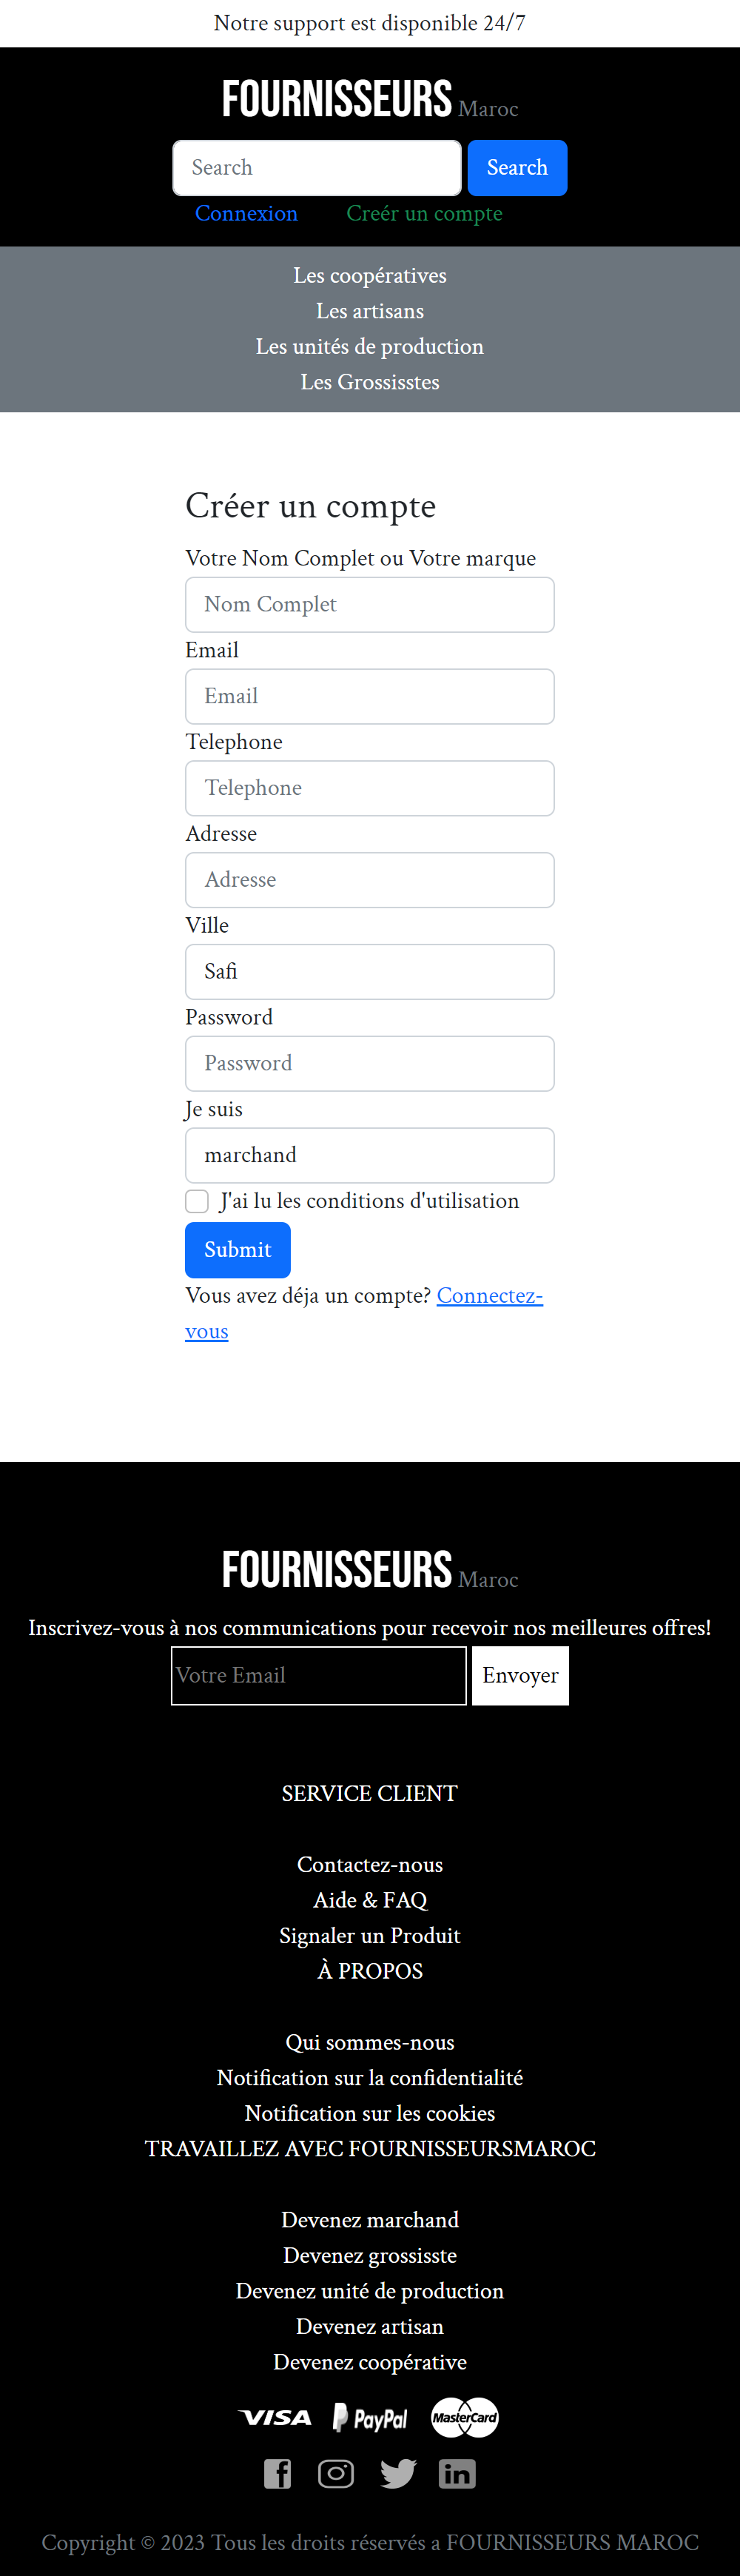 Notre support est disponible 24/7
FOURNISSEURS Maroc
Search Search
Connexion Creér un compte
Les coopératives
Les artisans
Les unités de production
Les Grossisstes
Créer un compte
Votre Nom Complet ou Votre marque
Nom Complet
Email
Email
Telephone
Telephone
Adresse
Adresse
Ville
Safi
Password
Password
Je suis
marchand
J'ai lu les conditions d'utilisation
Submit
Vous avez déja un compte? Connectez-
vous
FOURNISSEURS Maroc
Inscrivez-vous à nos communications pour recevoir nos meilleures offres!
Votre Email Envoyer
SERVICE CLIENT
Contactez-nous
Aide & FAQ
Signaler un Produit
À PROPOS
Qui sommes-nous
Notification sur la confidentialité
Notification sur les cookies
TRAVAILLEZ AVEC FOURNISSEURSMAROC
Devenez marchand
Devenez grossisste
Devenez unité de production
Devenez artisan
Devenez coopérative
VISA PayPal MasterCard
Copyright © 2023 Tous les droits réservés a FOURNISSEURS MAROC